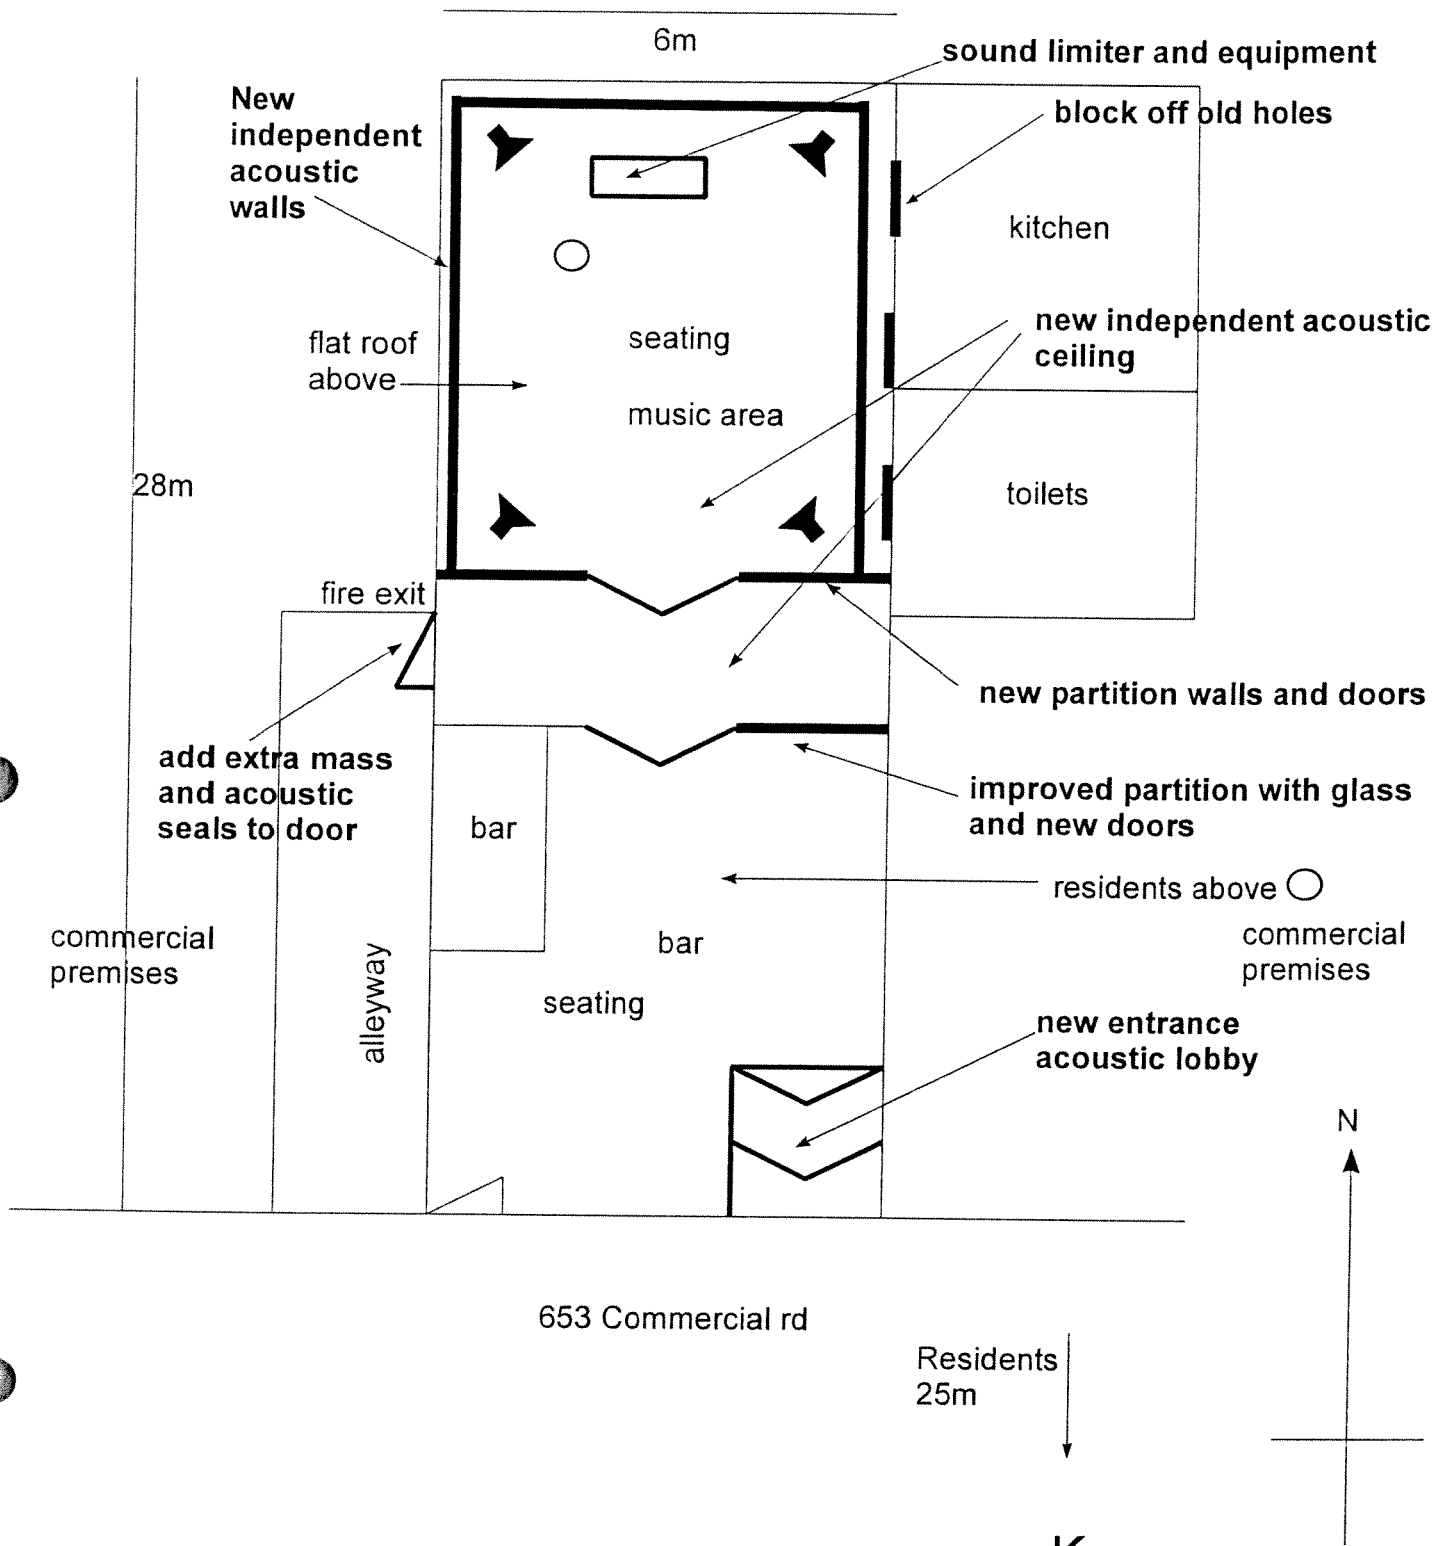 6m
sound limiter and equipment
New
independent
acoustic
walls
block off old holes
kitchen
new independent acoustic
ceiling
flat roof
above
seating
music area
28m
toilets
fire exit
new partition walls and doors
add extra mass
and acoustic
seals to door
improved partition with glass
and new doors
bar
residents above
commercial
premises
bar
commercial
premises
alleyway
seating
new entrance
acoustic lobby
N
653 Commercial rd
Residents
25m